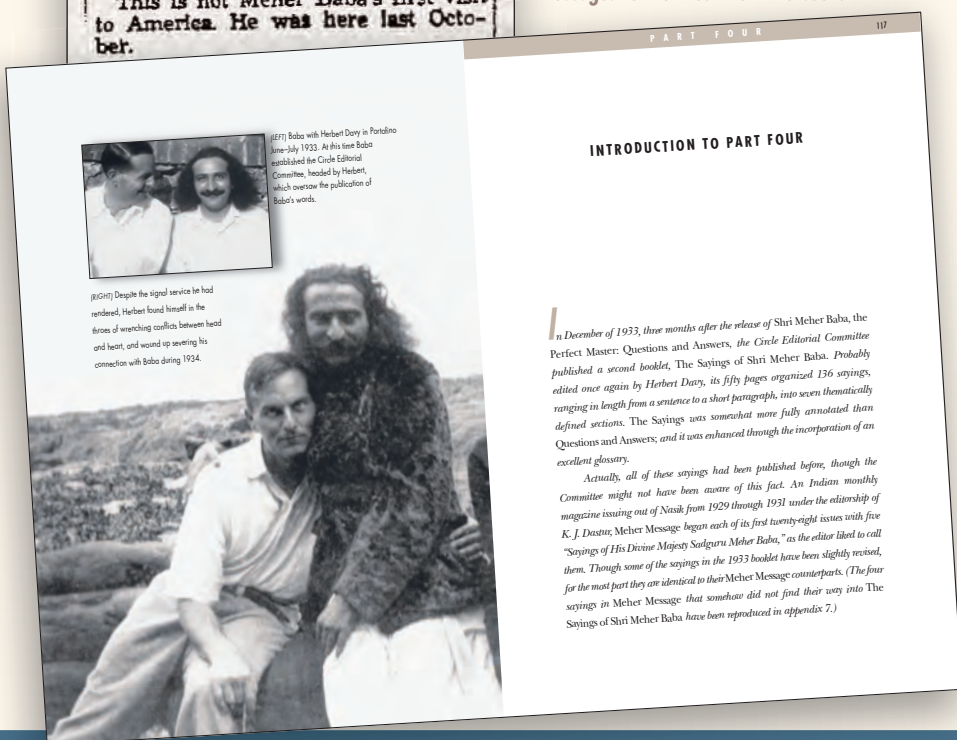 This is not Meher Baba's first visit
to America. He was here last Octo-
ber.
PART FOUR
117
(LEFT) Baba with Herbert Davy in Portofino
June–July 1933. At this time Baba
established the Circle Editorial
Committee, headed by Herbert,
which oversaw the publication of
Baba's words.
(RIGHT) Despite the signal service he had
rendered, Herbert found himself in the
throes of wrenching conflicts between head
and heart, and wound up severing his
connection with Baba during 1934.
INTRODUCTION TO PART FOUR
In December of 1933, three months after the release of Shri Meher Baba, the
Perfect Master: Questions and Answers, the Circle Editorial Committee
published a second booklet, The Sayings of Shri Meher Baba. Probably
edited once again by Herbert Davy, its fifty pages organized 136 sayings,
ranging in length from a sentence to a short paragraph, into seven thematically
defined sections. The Sayings was somewhat more fully annotated than
Questions and Answers; and it was enhanced through the incorporation of an
excellent glossary.
Actually, all of these sayings had been published before, though the
Committee might not have been aware of this fact. An Indian monthly
magazine issuing out of Nasik from 1929 through 1931 under the editorship of
K. J. Dastur, Meher Message began each of its first twenty-eight issues with five
"Sayings of His Divine Majesty Sadguru Meher Baba," as the editor liked to call
them. Though some of the sayings in the 1933 booklet have been slightly revised,
for the most part they are identical to their Meher Message counterparts. (The four
sayings in Meher Message that somehow did not find their way into The
Sayings of Shri Meher Baba have been reproduced in appendix 7.)